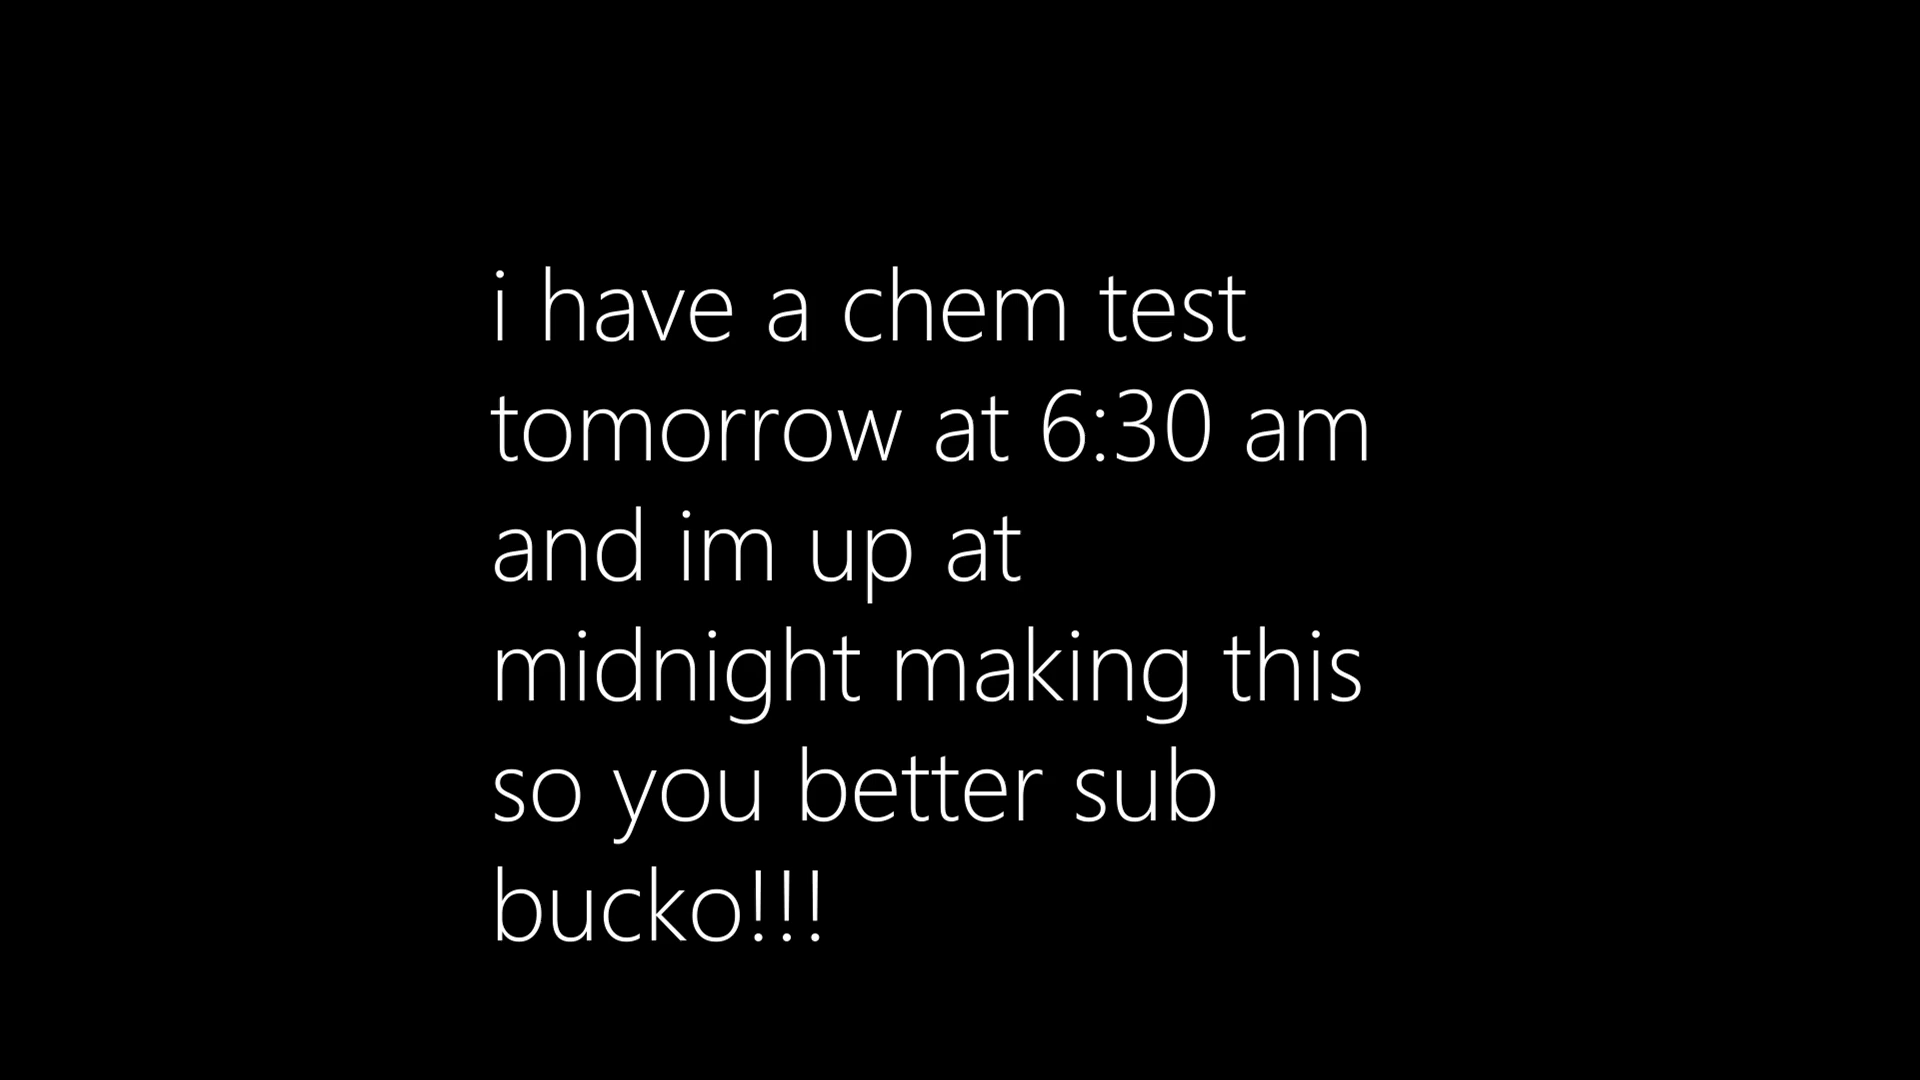 i have a chem test
tomorrow at 6:30 am
and im up at
midnight making this
so you better sub
bucko!!!